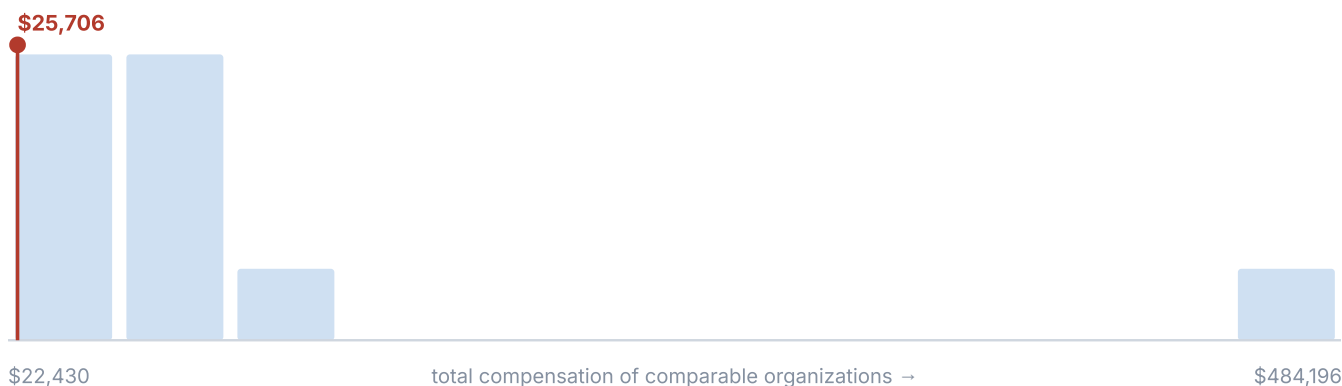 $25,706
$22,430 total compensation of comparable organizations → $484,196